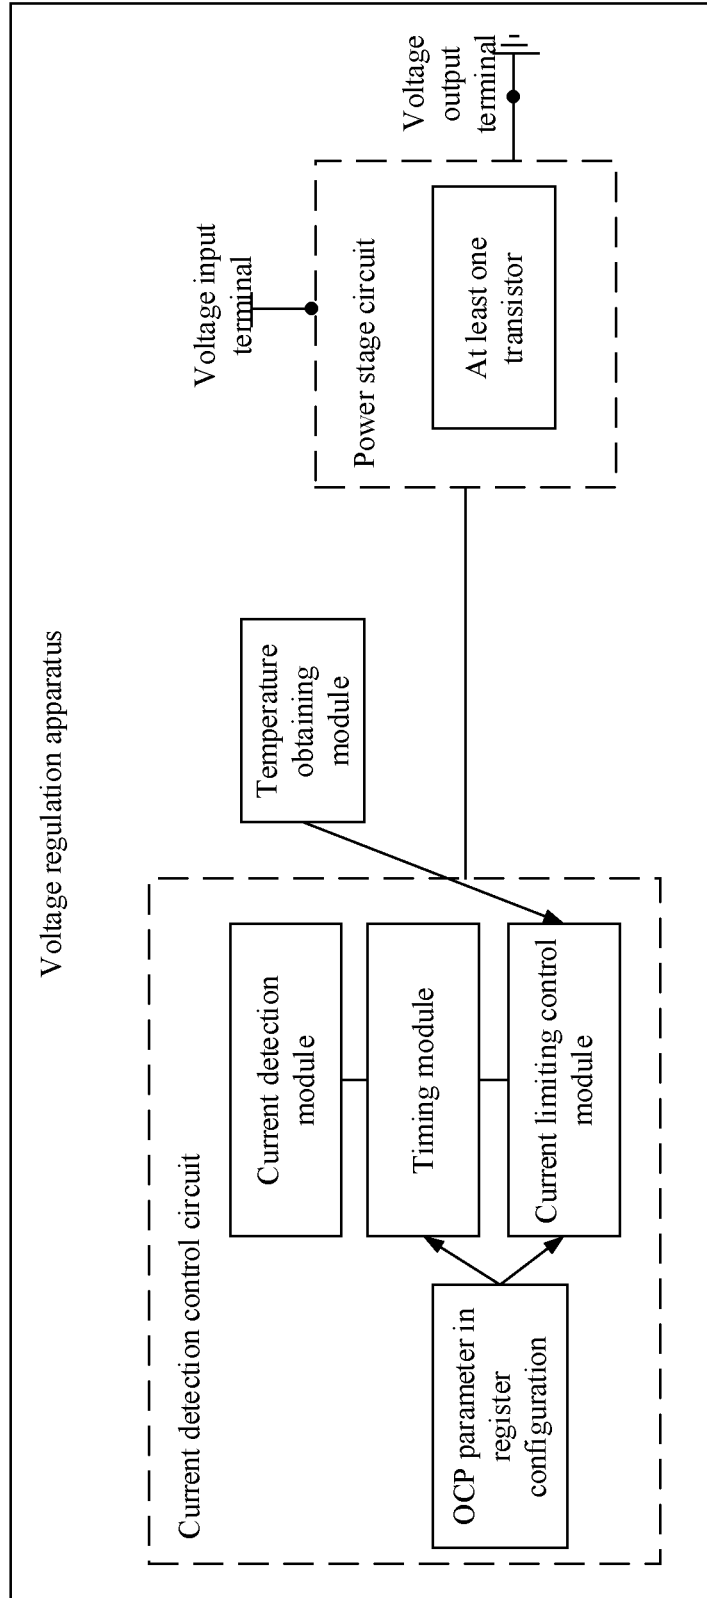 Voltage regulation apparatus
Current detection control circuit
OCP parameter in
register
configuration
Current detection
module
Timing module
Current limiting control
module
Temperature
obtaining
module
Voltage input
terminal
Power stage circuit
At least one
transistor
Voltage
output
terminal